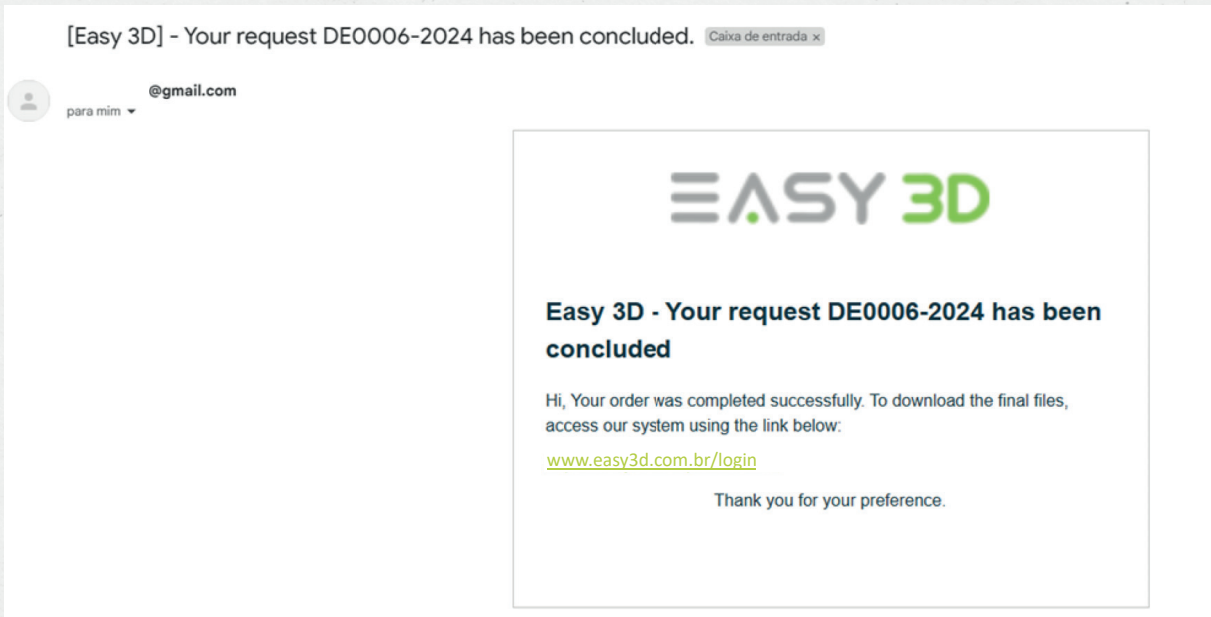 [Easy 3D] - Your request DE0006-2024 has been concluded. Caixa de entrada x
@gmail.com
para mim
EASY 3D
Easy 3D - Your request DE0006-2024 has been
concluded
Hi, Your order was completed successfully. To download the final files,
access our system using the link below:
www.easy3d.com.br/login
Thank you for your preference.